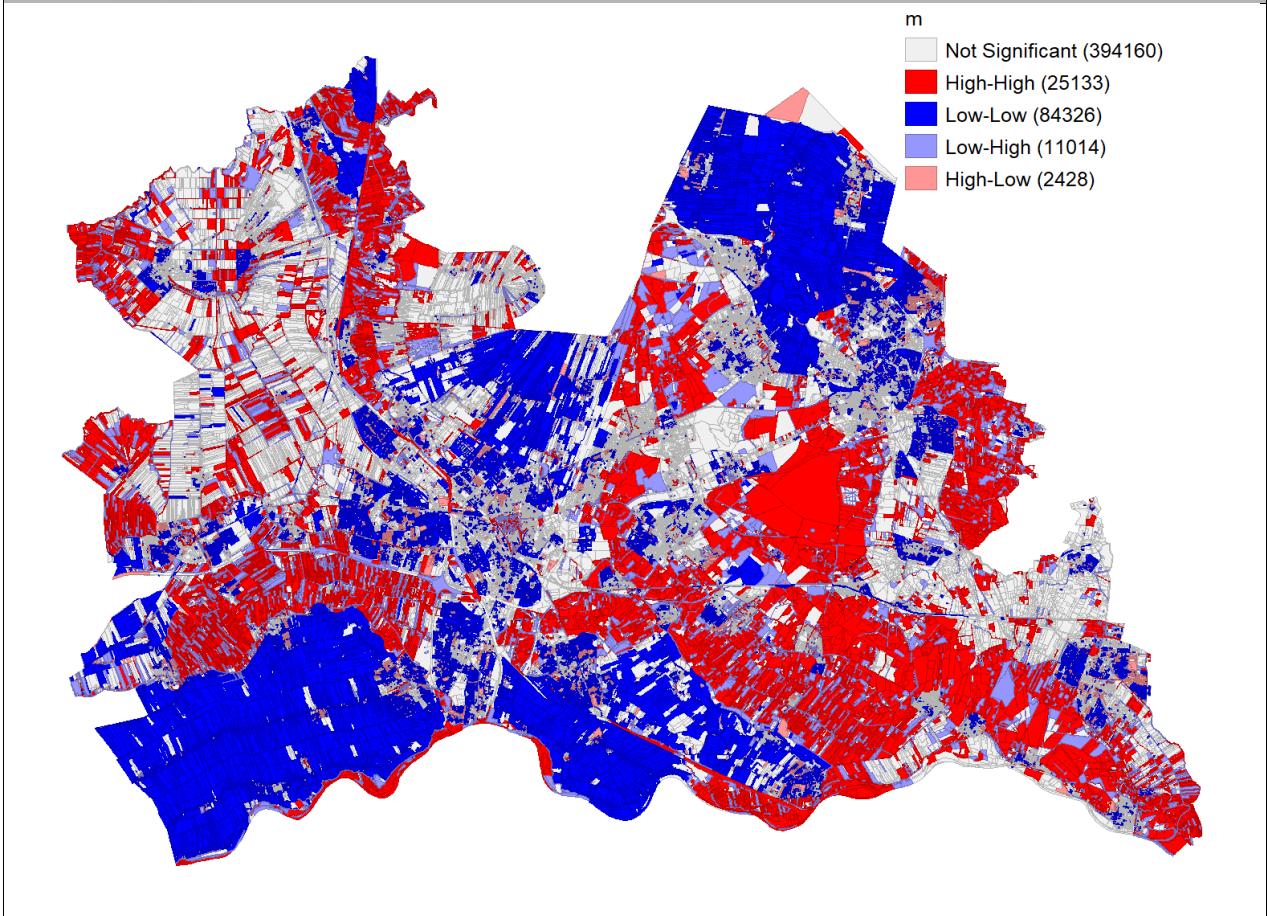 m
Not Significant (394160)
High-High (25133)
Low-Low (84326)
Low-High (11014)
High-Low (2428)